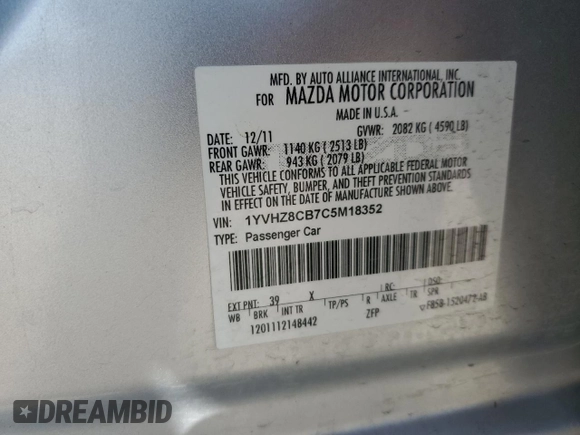 MFD. BY AUTO ALLIANCE INTERNATIONAL, INC.
FOR MAZDA MOTOR CORPORATION
MADE IN U.S.A.
DATE: 12/11 GVWR: 2082 KG ( 4590 LB)
FRONT GAWR: 1140 KG ( 2513 LB)
REAR GAWR: 943 KG ( 2079 LB)
THIS VEHICLE CONFORMS TO ALL APPLICABLE FEDERAL MOTOR
VEHICLE SAFETY, BUMPER, AND THEFT PREVENTION STANDARDS
IN EFFECT ON THE DATE OF MANUFACTURE SHOWN ABOVE.
VIN: 1YVHZ8CB7C5M18352
TYPE: Passenger Car
EXT PNT: 39 X RC: DSO:
WB BRK INT TR TP/PS R AXLE TR SPR
1201112148442 ZFP
DREAMBID